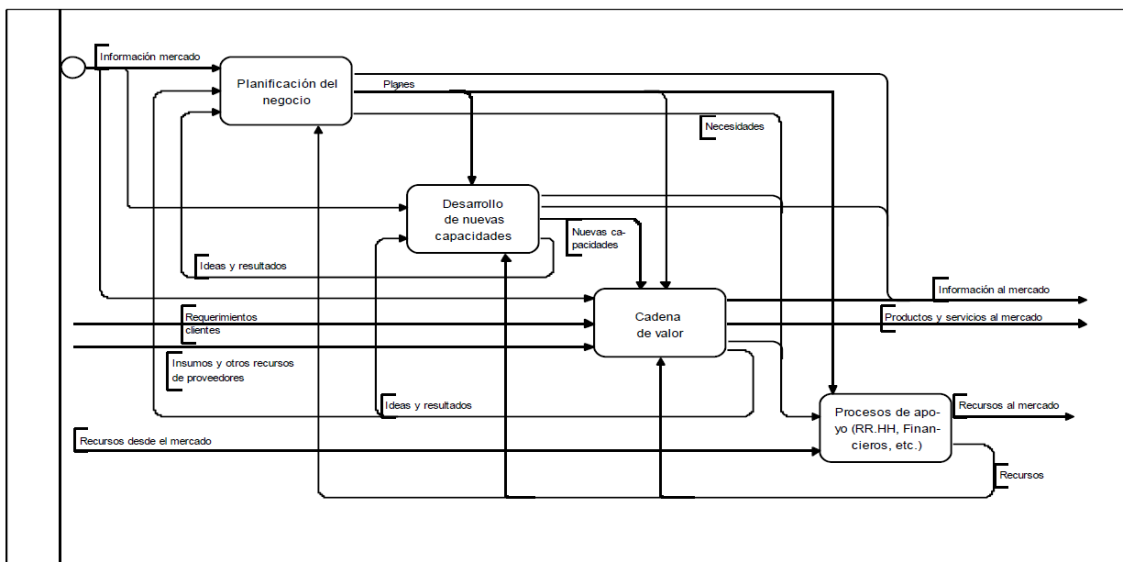 Información mercado
Planificación del
negocio
Planes
Necesidades
Desarrollo
de nuevas
capacidades
Nuevas ca-
pacidades
Ideas y resultados
Información al mercado
Requerimientos
clientes
Cadena
de valor
Productos y servicios al mercado
Insumos y otros recursos
de proveedores
Ideas y resultados
Procesos de apo-
yo (RR.HH, Finan-
cieros, etc.)
Recursos al mercado
Recursos desde el mercado
Recursos